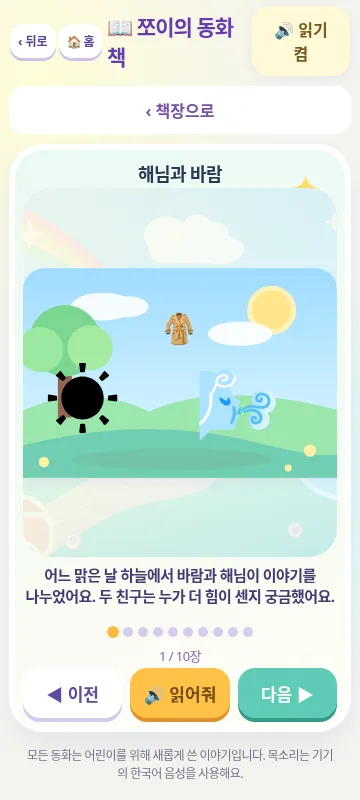 ‹ 뒤로
🏠 홈
📖 쪼이의 동화
책
🔊 읽기
켬
‹ 책장으로
해님과 바람
어느 맑은 날 하늘에서 바람과 해님이 이야기를
나누었어요. 두 친구는 누가 더 힘이 센지 궁금했어요.
1 / 10장
◀ 이전
🔊 읽어줘
다음 ▶
모든 동화는 어린이를 위해 새롭게 쓴 이야기입니다. 목소리는 기기
의 한국어 음성을 사용해요.